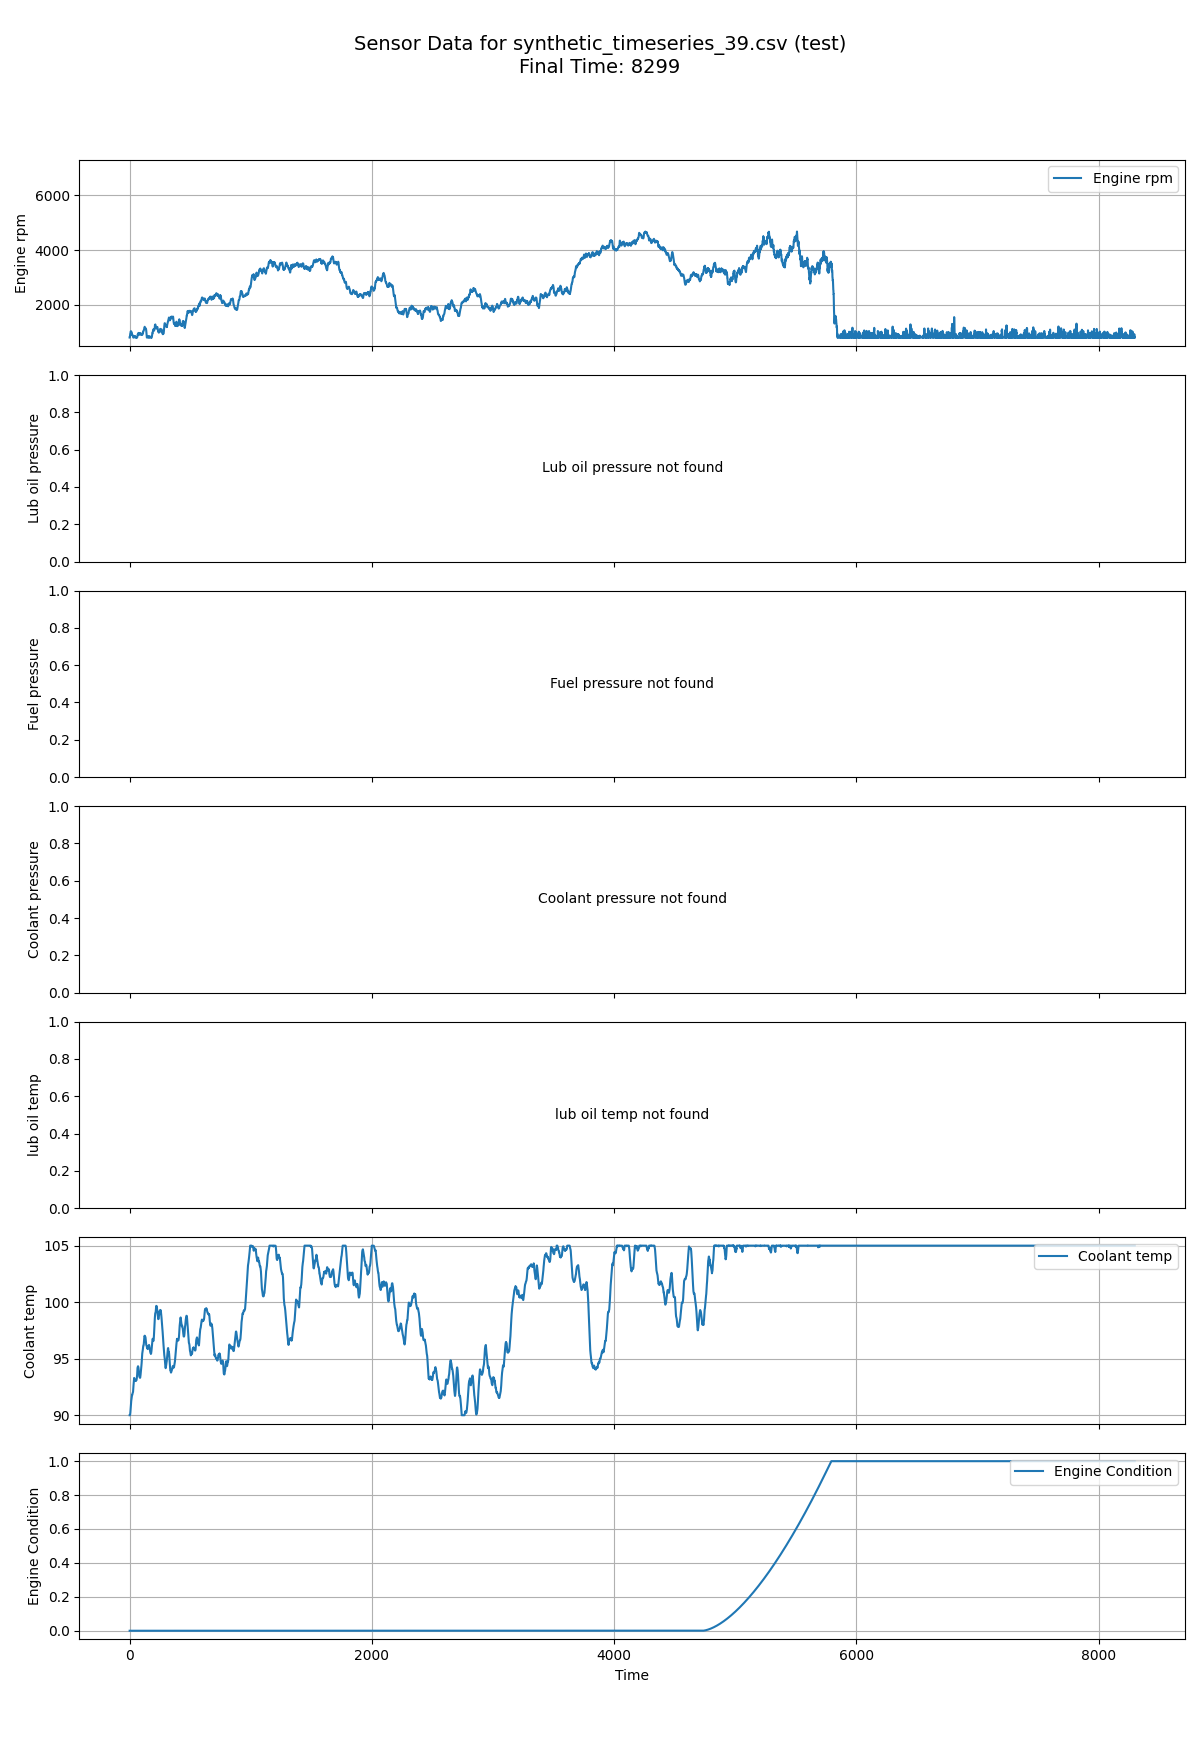 Sensor Data for synthetic_timeseries_39.csv (test)
Final Time: 8299
Engine rpm
6000
4000
2000
Engine rpm
Lub oil pressure
1.0
0.8
0.6
0.4
0.2
0.0
Lub oil pressure not found
Fuel pressure
1.0
0.8
0.6
0.4
0.2
0.0
Fuel pressure not found
Coolant pressure
1.0
0.8
0.6
0.4
0.2
0.0
Coolant pressure not found
lub oil temp
1.0
0.8
0.6
0.4
0.2
0.0
lub oil temp not found
Coolant temp
105
100
95
90
Coolant temp
Engine Condition
1.0
0.8
0.6
0.4
0.2
0.0
Engine Condition
0 2000 4000 6000 8000
Time